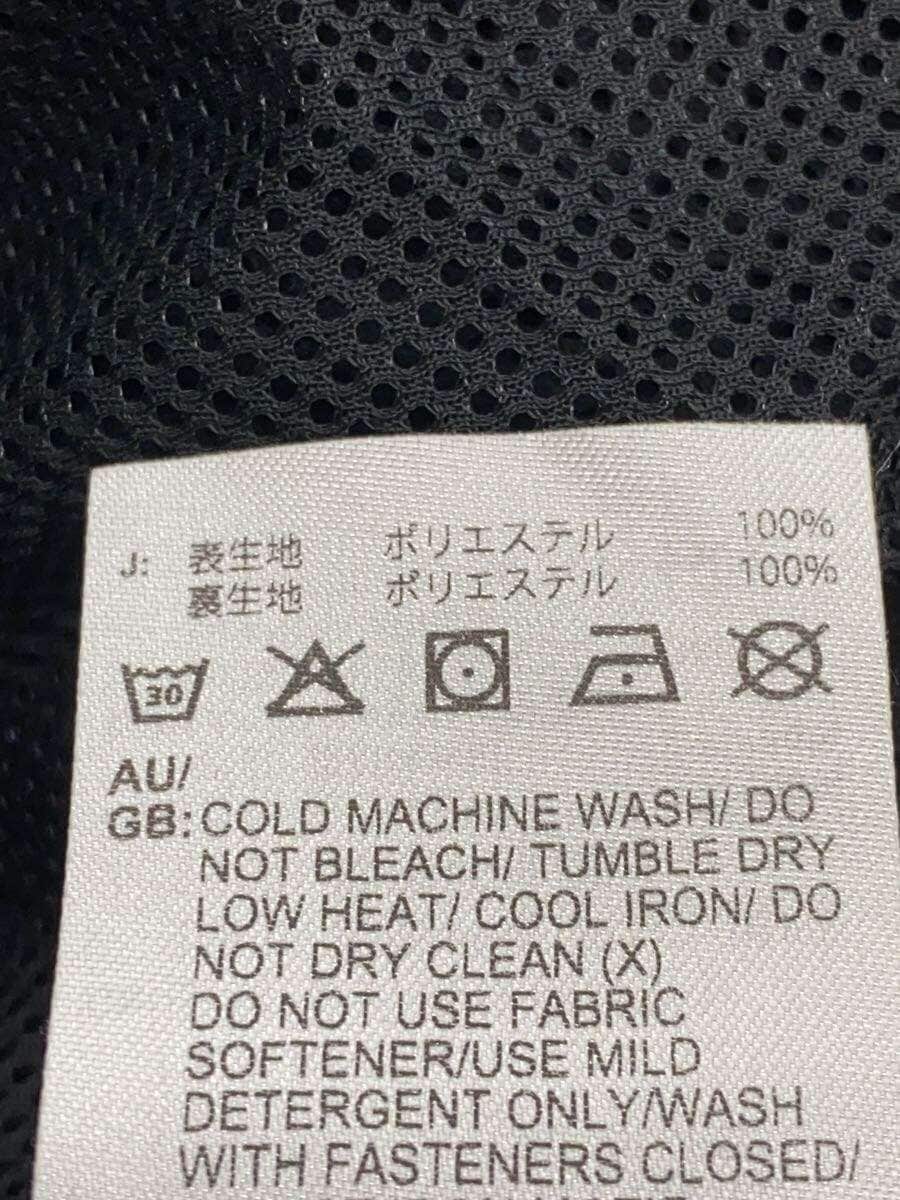 J: 表生地 ポリエステル 100%
裏生地 ポリエステル 100%
30
AU/
GB: COLD MACHINE WASH/ DO
NOT BLEACH/ TUMBLE DRY
LOW HEAT/ COOL IRON/ DO
NOT DRY CLEAN (X)
DO NOT USE FABRIC
SOFTENER/USE MILD
DETERGENT ONLY/WASH
WITH FASTENERS CLOSED/